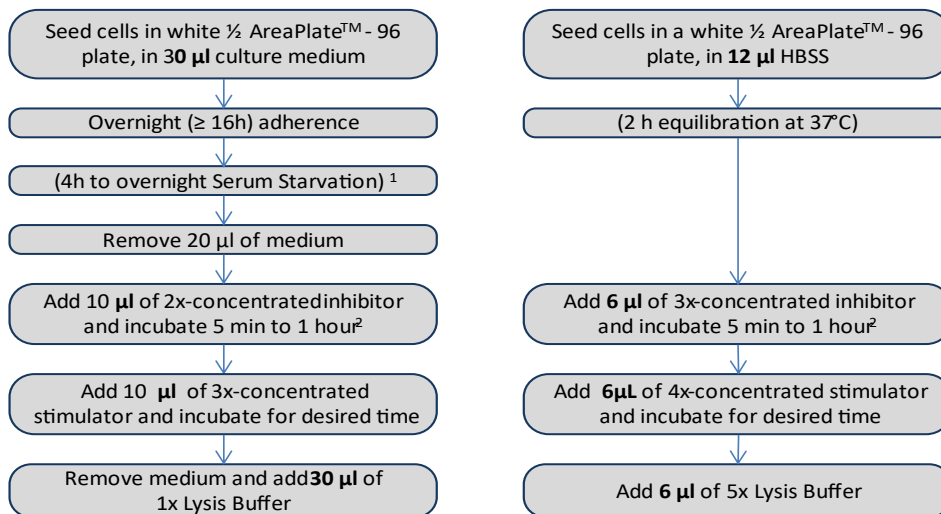 Seed cells in white ½ AreaPlate™ - 96
plate, in 30 µl culture medium
Overnight (≥ 16h) adherence
(4h to overnight Serum Starvation) ¹
Remove 20 µl of medium
Add 10 µl of 2x-concentrated inhibitor
and incubate 5 min to 1 hour²
Add 10 µl of 3x-concentrated
stimulator and incubate for desired time
Remove medium and add 30 µl of
1x Lysis Buffer
Seed cells in a white ½ AreaPlate™ - 96
plate, in 12 µl HBSS
(2 h equilibration at 37°C)
Add 6 µl of 3x-concentrated inhibitor
and incubate 5 min to 1 hour²
Add 6µL of 4x-concentrated stimulator
and incubate for desired time
Add 6 µl of 5x Lysis Buffer